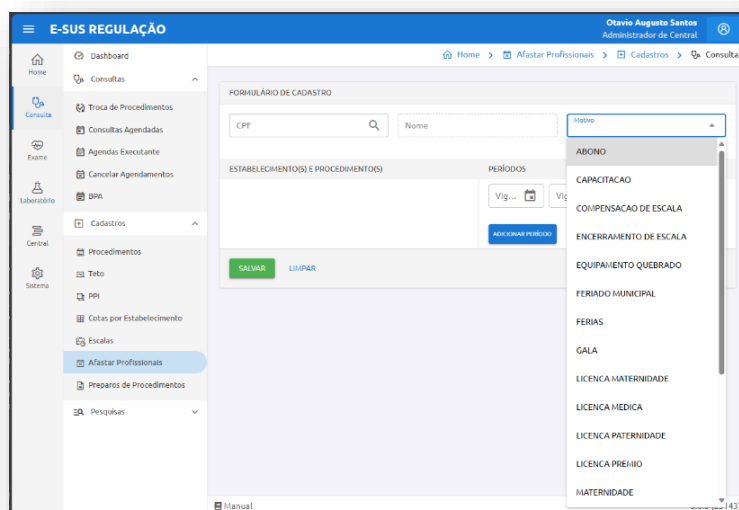 E-SUS REGULAÇÃO
Otavio Augusto Santos
Administrador de Central
Home
Consulta
Exame
Laboratório
Central
Sistema
Dashboard
Consultas
Troca de Procedimentos
Consultas Agendadas
Agendas Executante
Cancelar Agendamentos
BPA
Cadastros
Procedimentos
Teto
PPI
Cotas por Estabelecimento
Escalas
Afastar Profissionais
Preparos de Procedimentos
Pesquisas
Home > Afastar Profissionais > Cadastros > Consulta
FORMULÁRIO DE CADASTRO
CPF
Nome
Motivo
ESTABELECIMENTO(S) E PROCEDIMENTO(S)
PERÍODOS
Vig...
ADICIONAR PERÍODO
SALVAR
LIMPAR
ABONO
CAPACITACAO
COMPENSACAO DE ESCALA
ENCERRAMENTO DE ESCALA
EQUIPAMENTO QUEBRADO
FERIADO MUNICIPAL
FERIAS
GALA
LICENCA MATERNIDADE
LICENCA MEDICA
LICENCA PATERNIDADE
LICENCA PREMIO
MATERNIDADE
Manual